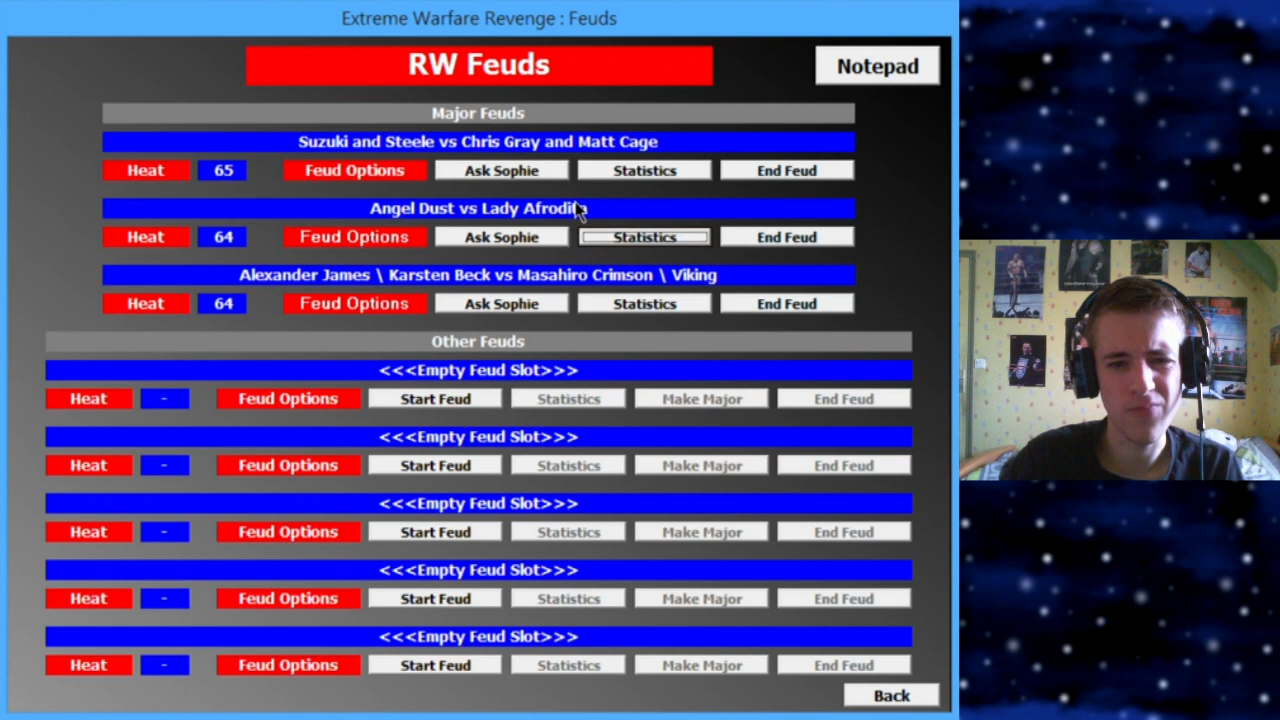 Extreme Warfare Revenge : Feuds
RW Feuds
Notepad
Major Feuds
Suzuki and Steele vs Chris Gray and Matt Cage
Heat 65 Feud Options Ask Sophie Statistics End Feud
Angel Dust vs Lady Afrodita
Heat 64 Feud Options Ask Sophie Statistics End Feud
Alexander James \ Karsten Beck vs Masahiro Crimson \ Viking
Heat 64 Feud Options Ask Sophie Statistics End Feud
Other Feuds
<<<Empty Feud Slot>>>
Heat - Feud Options Start Feud Statistics Make Major End Feud
<<<Empty Feud Slot>>>
Heat - Feud Options Start Feud Statistics Make Major End Feud
<<<Empty Feud Slot>>>
Heat - Feud Options Start Feud Statistics Make Major End Feud
<<<Empty Feud Slot>>>
Heat - Feud Options Start Feud Statistics Make Major End Feud
<<<Empty Feud Slot>>>
Heat - Feud Options Start Feud Statistics Make Major End Feud
Back